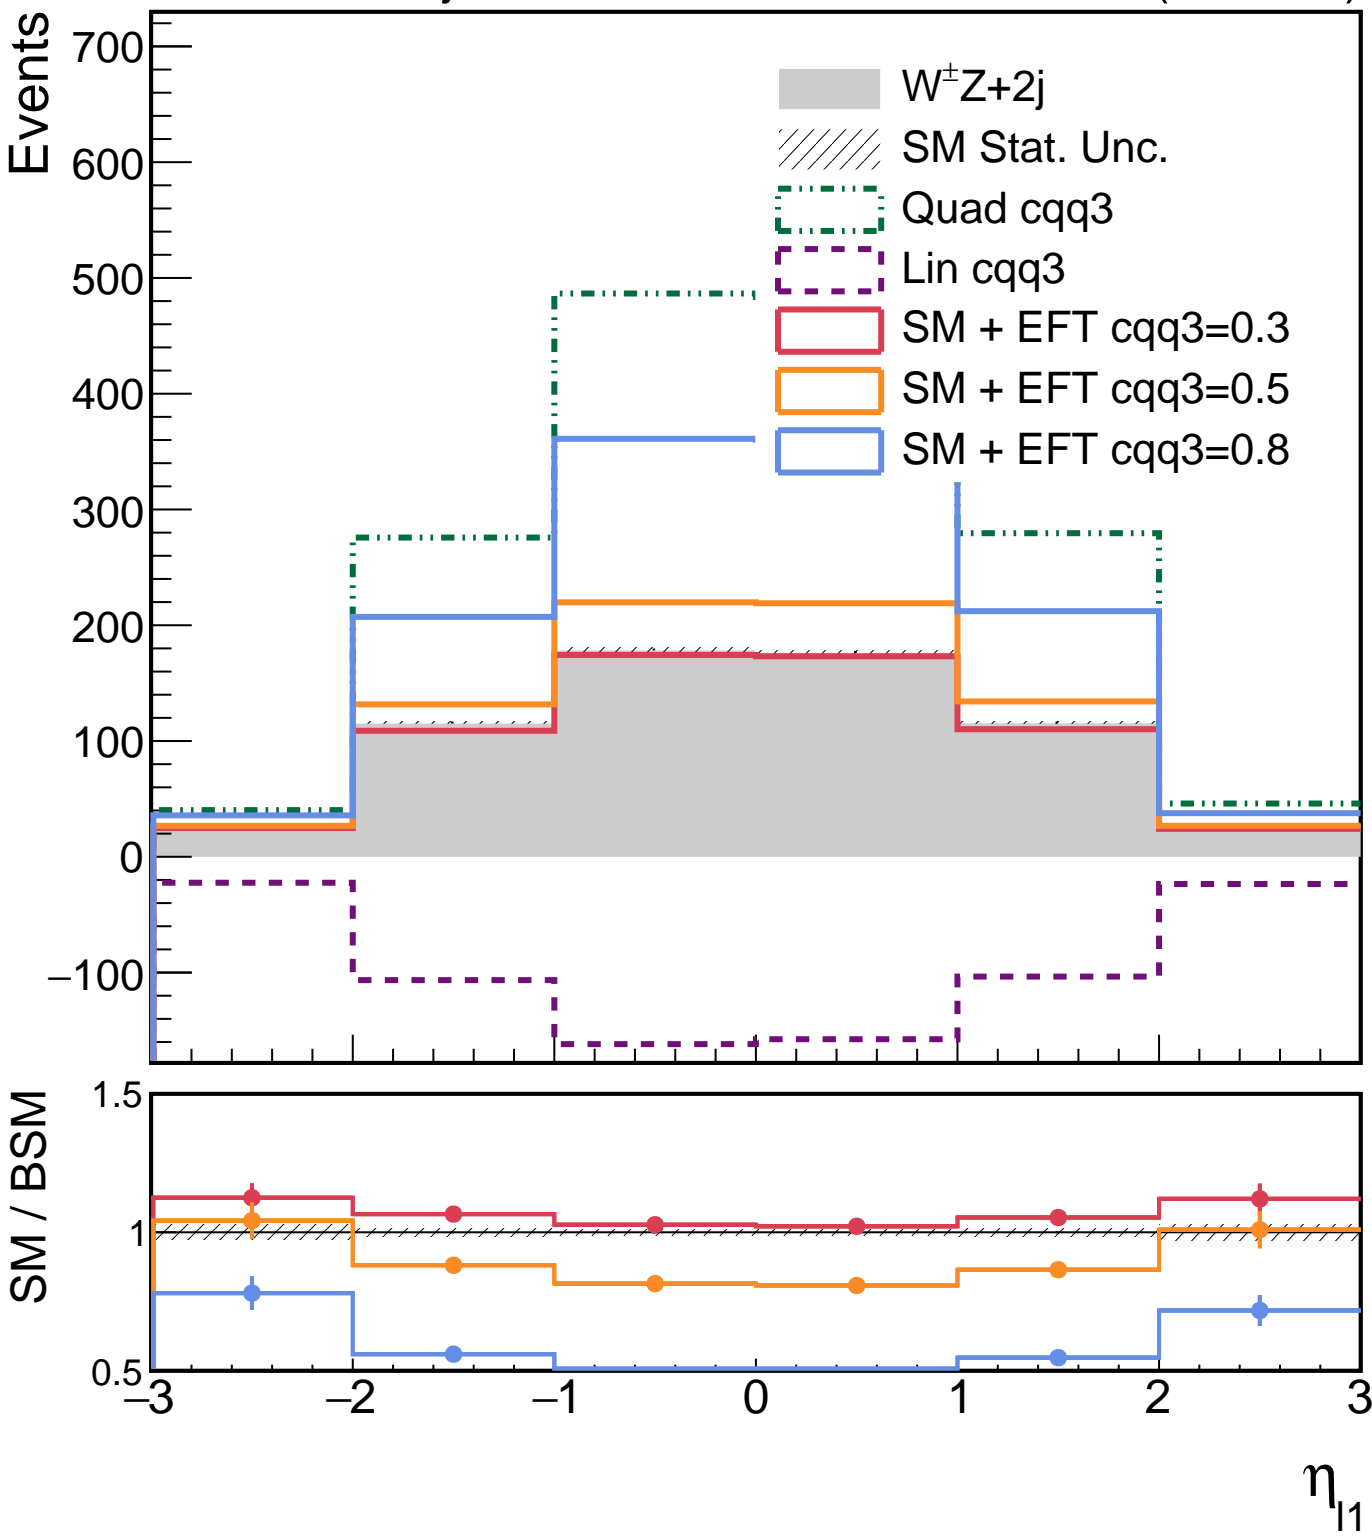 Events
700
600
500
400
300
200
100
0
−100
W±Z+2j
SM Stat. Unc.
Quad cqq3
Lin cqq3
SM + EFT cqq3=0.3
SM + EFT cqq3=0.5
SM + EFT cqq3=0.8
SM / BSM
1.5
1
0.5
−3 −2 −1 0 1 2 3
η_l1